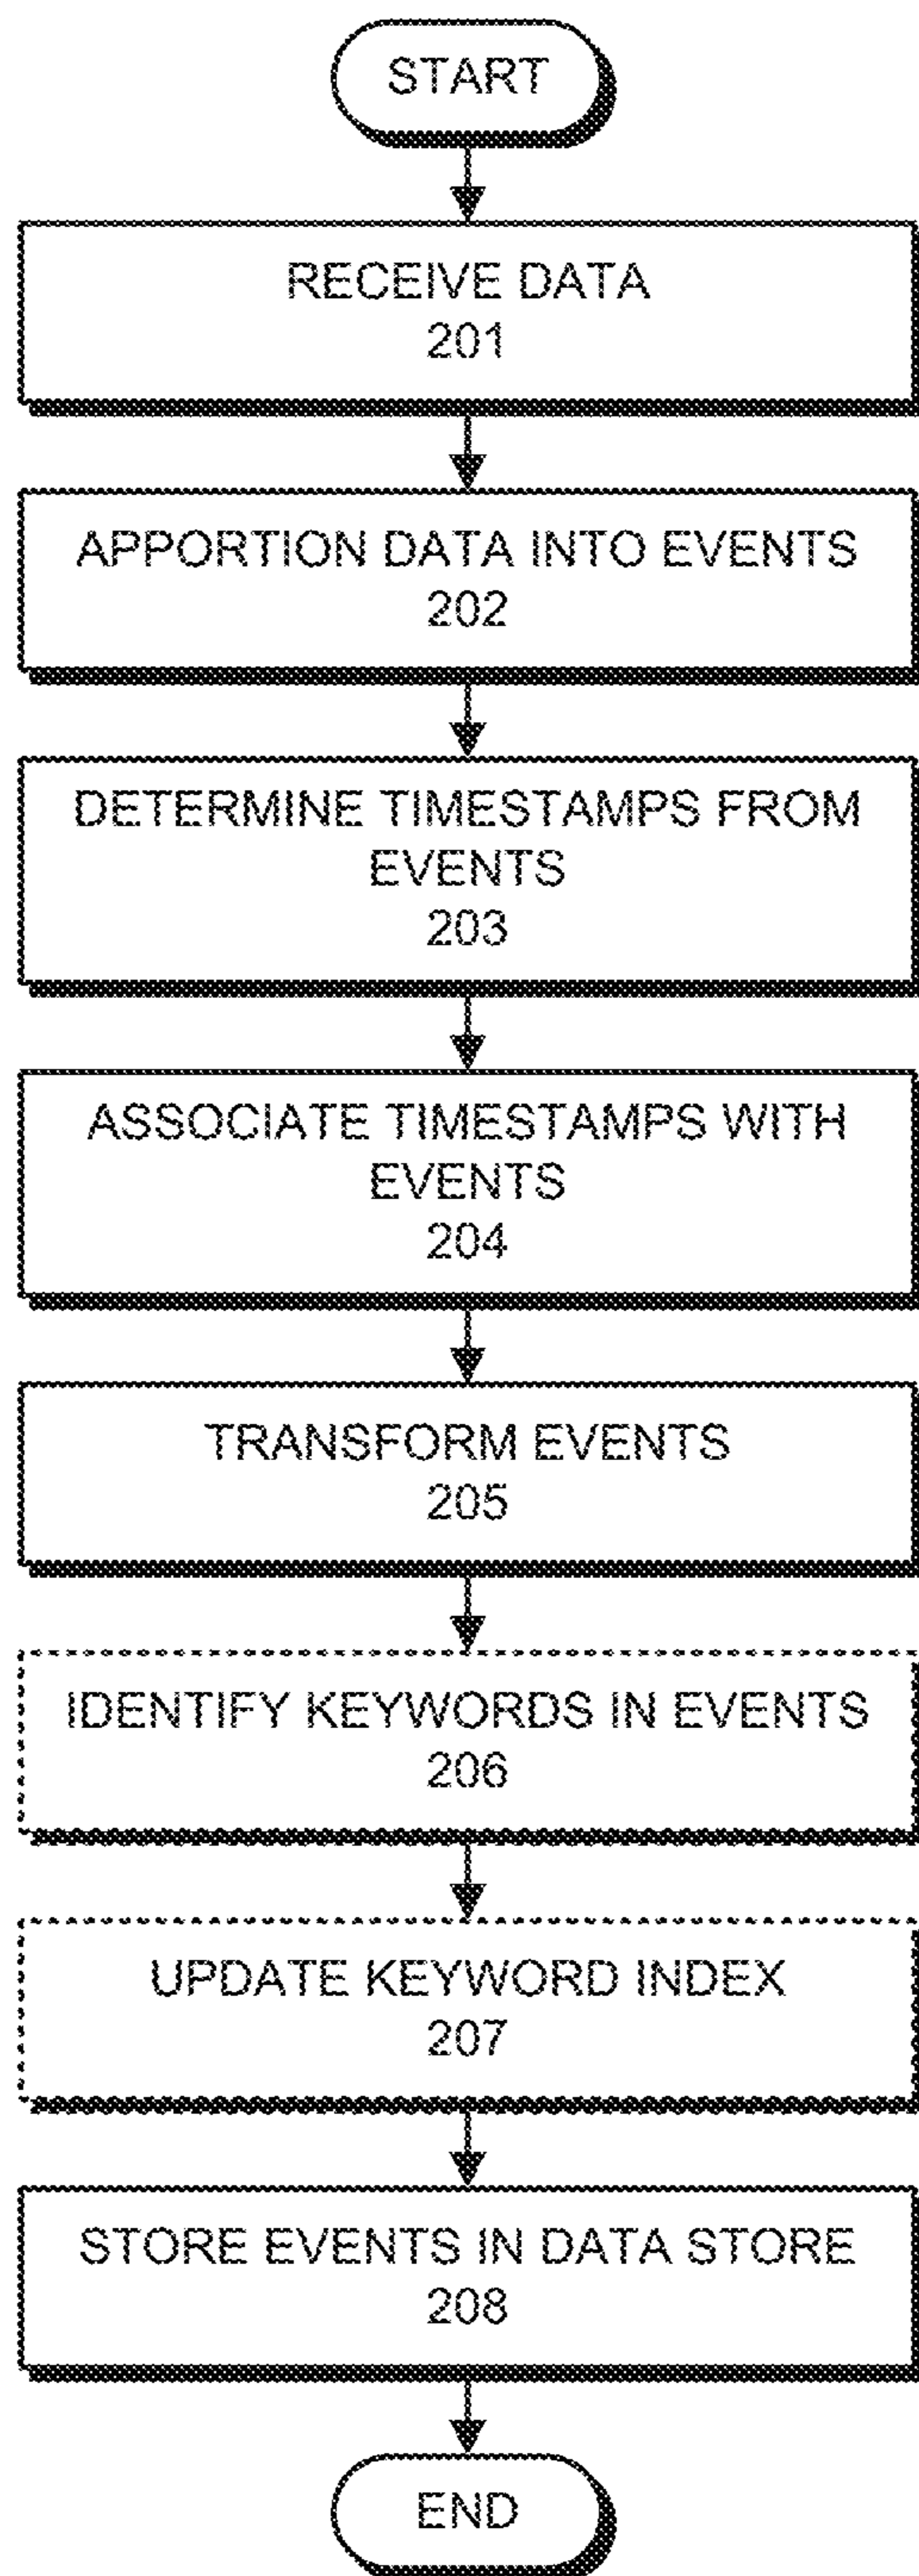 START
RECEIVE DATA
201
APPORTION DATA INTO EVENTS
202
DETERMINE TIMESTAMPS FROM
EVENTS
203
ASSOCIATE TIMESTAMPS WITH
EVENTS
204
TRANSFORM EVENTS
205
IDENTIFY KEYWORDS IN EVENTS
206
UPDATE KEYWORD INDEX
207
STORE EVENTS IN DATA STORE
208
END